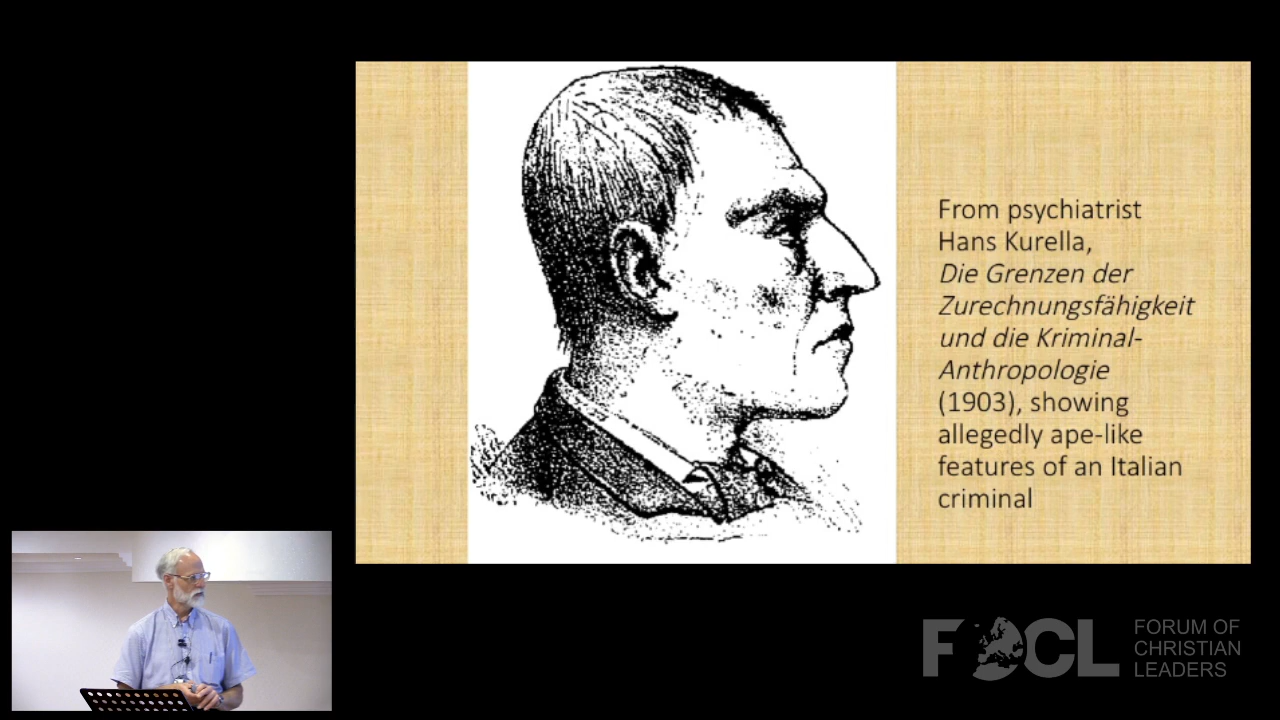 From psychiatrist
Hans Kurella,
Die Grenzen der
Zurechnungsfähigkeit
und die Kriminal-
Anthropologie
(1903), showing
allegedly ape-like
features of an Italian
criminal
FOCL
FORUM OF
CHRISTIAN
LEADERS